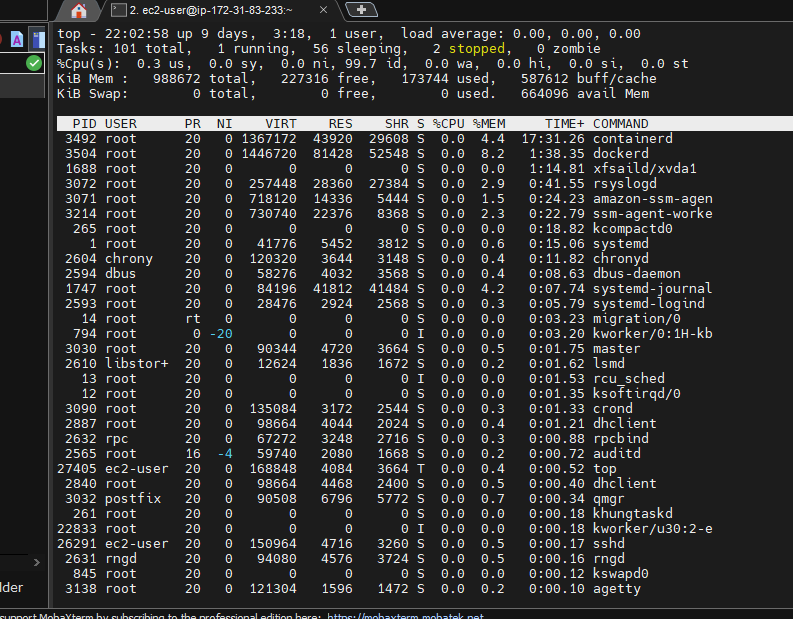 2. ec2-user@ip-172-31-83-233:~
top - 22:02:58 up 9 days,  3:18,  1 user,  load average: 0.00, 0.00, 0.00
Tasks: 101 total,   1 running,  56 sleeping,   2 stopped,   0 zombie
%Cpu(s):  0.3 us,  0.0 sy,  0.0 ni, 99.7 id,  0.0 wa,  0.0 hi,  0.0 si,  0.0 st
KiB Mem :   988672 total,   227316 free,   173744 used,   587612 buff/cache
KiB Swap:        0 total,        0 free,        0 used.   664096 avail Mem
PID USER      PR  NI    VIRT    RES    SHR S %CPU %MEM     TIME+ COMMAND
3492 root      20   0 1367172  43920  29608 S  0.0  4.4  17:31.26 containerd
3504 root      20   0 1446720  81428  52548 S  0.0  8.2   1:38.35 dockerd
1688 root      20   0       0      0      0 S  0.0  0.0   1:14.81 xfsaild/xvda1
3072 root      20   0  257448  28360  27384 S  0.0  2.9   0:41.55 rsyslogd
3071 root      20   0  718120  14336   5444 S  0.0  1.5   0:24.23 amazon-ssm-agen
3214 root      20   0  730740  22376   8368 S  0.0  2.3   0:22.79 ssm-agent-worke
265 root      20   0       0      0      0 S  0.0  0.0   0:18.82 kcompactd0
1 root      20   0   41776   5452   3812 S  0.0  0.6   0:15.06 systemd
2604 chrony    20   0  120320   3644   3148 S  0.0  0.4   0:11.82 chronyd
2594 dbus      20   0   58276   4032   3568 S  0.0  0.4   0:08.63 dbus-daemon
1747 root      20   0   84196  41812  41484 S  0.0  4.2   0:07.74 systemd-journal
2593 root      20   0   28476   2924   2568 S  0.0  0.3   0:05.79 systemd-logind
14 root      rt   0       0      0      0 S  0.0  0.0   0:03.23 migration/0
794 root       0 -20       0      0      0 I  0.0  0.0   0:03.20 kworker/0:1H-kb
3030 root      20   0   90344   4720   3664 S  0.0  0.5   0:01.75 master
2610 libstor+  20   0   12624   1836   1672 S  0.0  0.2   0:01.62 lsmd
13 root      20   0       0      0      0 I  0.0  0.0   0:01.53 rcu_sched
12 root      20   0       0      0      0 S  0.0  0.0   0:01.35 ksoftirqd/0
3090 root      20   0  135084   3172   2544 S  0.0  0.3   0:01.33 crond
2887 root      20   0   98664   4044   2024 S  0.0  0.4   0:01.21 dhclient
2632 rpc       20   0   67272   3248   2716 S  0.0  0.3   0:00.88 rpcbind
2565 root      16  -4   59740   2080   1668 S  0.0  0.2   0:00.72 auditd
27405 ec2-user  20   0  168848   4084   3664 T  0.0  0.4   0:00.52 top
2840 root      20   0   98664   4468   2400 S  0.0  0.5   0:00.40 dhclient
3032 postfix   20   0   90508   6796   5772 S  0.0  0.7   0:00.34 qmgr
261 root      20   0       0      0      0 S  0.0  0.0   0:00.18 khungtaskd
22833 root      20   0       0      0      0 I  0.0  0.0   0:00.18 kworker/u30:2-e
26291 ec2-user  20   0  150964   4716   3260 S  0.0  0.5   0:00.17 sshd
2631 rngd      20   0   94080   4576   3724 S  0.0  0.5   0:00.16 rngd
845 root      20   0       0      0      0 S  0.0  0.0   0:00.12 kswapd0
3138 root      20   0  121304   1596   1472 S  0.0  0.2   0:00.10 agetty
lder
support MobaXterm by subscribing to the professional edition here: https://mobaxterm.mobatek.net